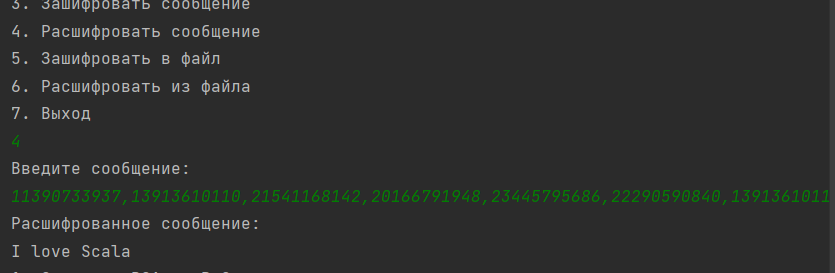 3. Зашифровать сообщение
4. Расшифровать сообщение
5. Зашифровать в файл
6. Расшифровать из файла
7. Выход
4
Введите сообщение:
11390733937,13913610110,21541168142,20166791948,23445795686,22290590840,1391361011
Расшифрованное сообщение:
I love Scala